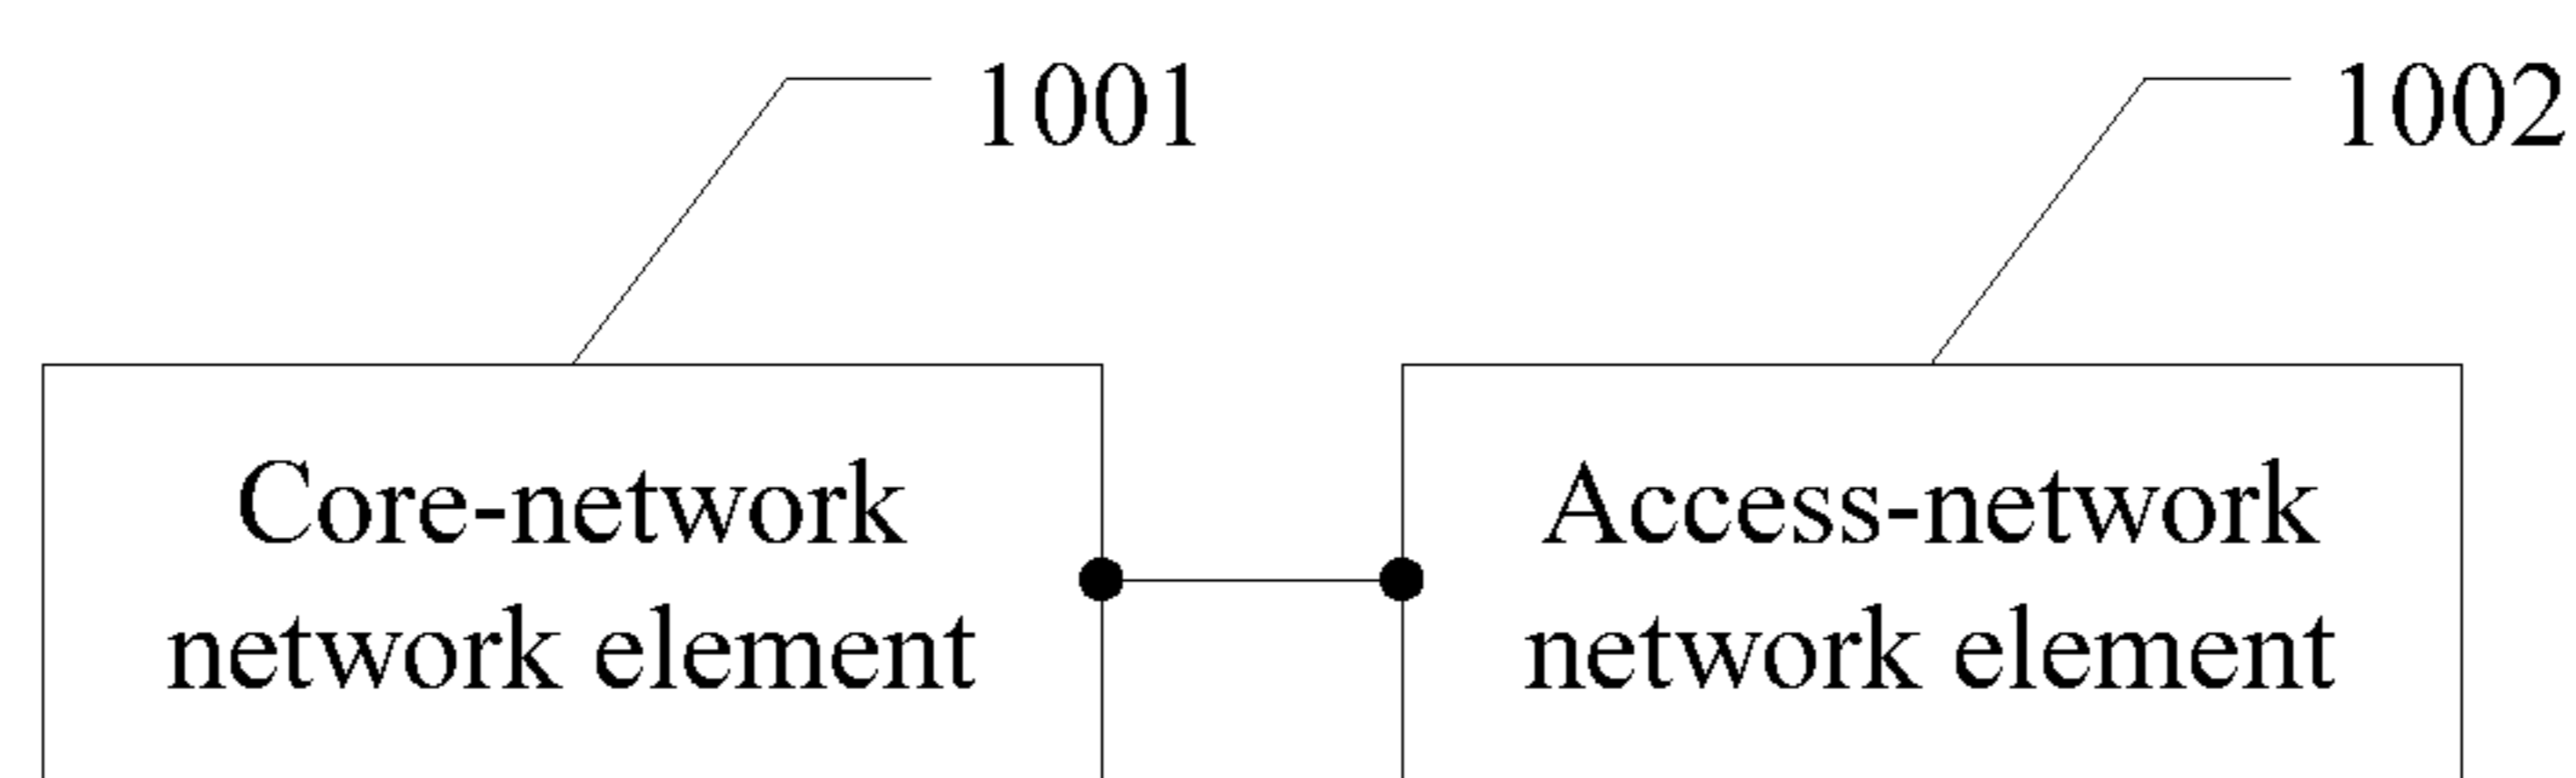 1001
1002
Core-network
network element
Access-network
network element